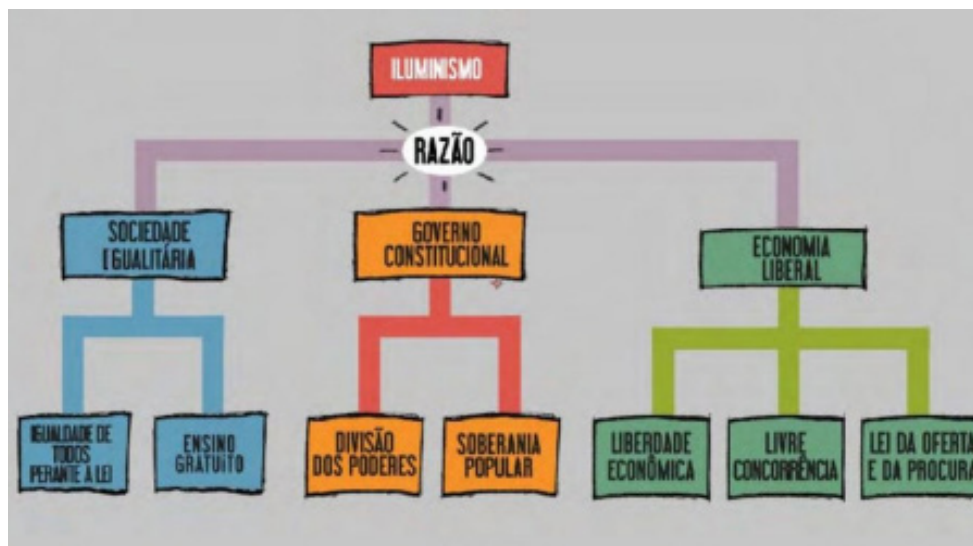 ILUMINISMO
RAZÃO
SOCIEDADE
IGUALITÁRIA
GOVERNO
CONSTITUCIONAL
ECONOMIA
LIBERAL
IGUALDADE DE
TODOS
PERANTE A LEI
ENSINO
GRATUITO
DIVISÃO
DOS PODERES
SOBERANIA
POPULAR
LIBERDADE
ECONÔMICA
LIVRE
CONCORRÊNCIA
LEI DA OFERTA
E DA PROCURA